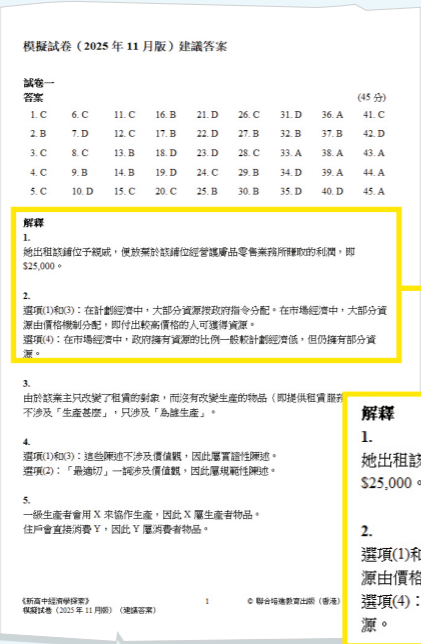 模擬試卷（2025 年 11 月版）建議答案
試卷一
答案 (45 分)
1. C 6. C 11. C 16. B 21. D 26. C 31. D 36. A 41. C
2. B 7. D 12. C 17. B 22. D 27. B 32. B 37. B 42. D
3. C 8. C 13. B 18. D 23. D 28. C 33. A 38. A 43. A
4. C 9. B 14. B 19. D 24. C 29. B 34. D 39. A 44. A
5. C 10. D 15. C 20. C 25. B 30. B 35. D 40. D 45. A
解釋
1.
她出租該鋪位予親戚，便放棄於該鋪位經營護膚品零售業務所賺取的利潤，即
$25,000。
2.
選項(1)和(3)：在計劃經濟中，大部分資源按政府指令分配。在市場經濟中，大部分資
源由價格機制分配，即付出較高價格的人可獲得資源。
選項(4)：在市場經濟中，政府擁有資源的比例一般較計劃經濟低，但仍擁有部分資
源。
3.
由於該業主只改變了租賃的對象，而沒有改變生產的物品（即提供租賃服務
不涉及「生產甚麼」，只涉及「為誰生產」。
4.
選項(1)和(3)：這些陳述不涉及價值觀，因此屬實證性陳述。
選項(2)：「最適切」一詞涉及價值觀，因此屬規範性陳述。
5.
一級生產者會用 X 來協作生產，因此 X 屬生產者物品。
住戶會直接消費 Y，因此 Y 屬消費者物品。
《新高中經濟學探索》 1 © 聯合培進教育出版（香港）
模擬試卷（2025 年 11 月版）（建議答案）
解釋
1.
她出租該
$25,000。
2.
選項(1)和
源由價格
選項(4)：
源。